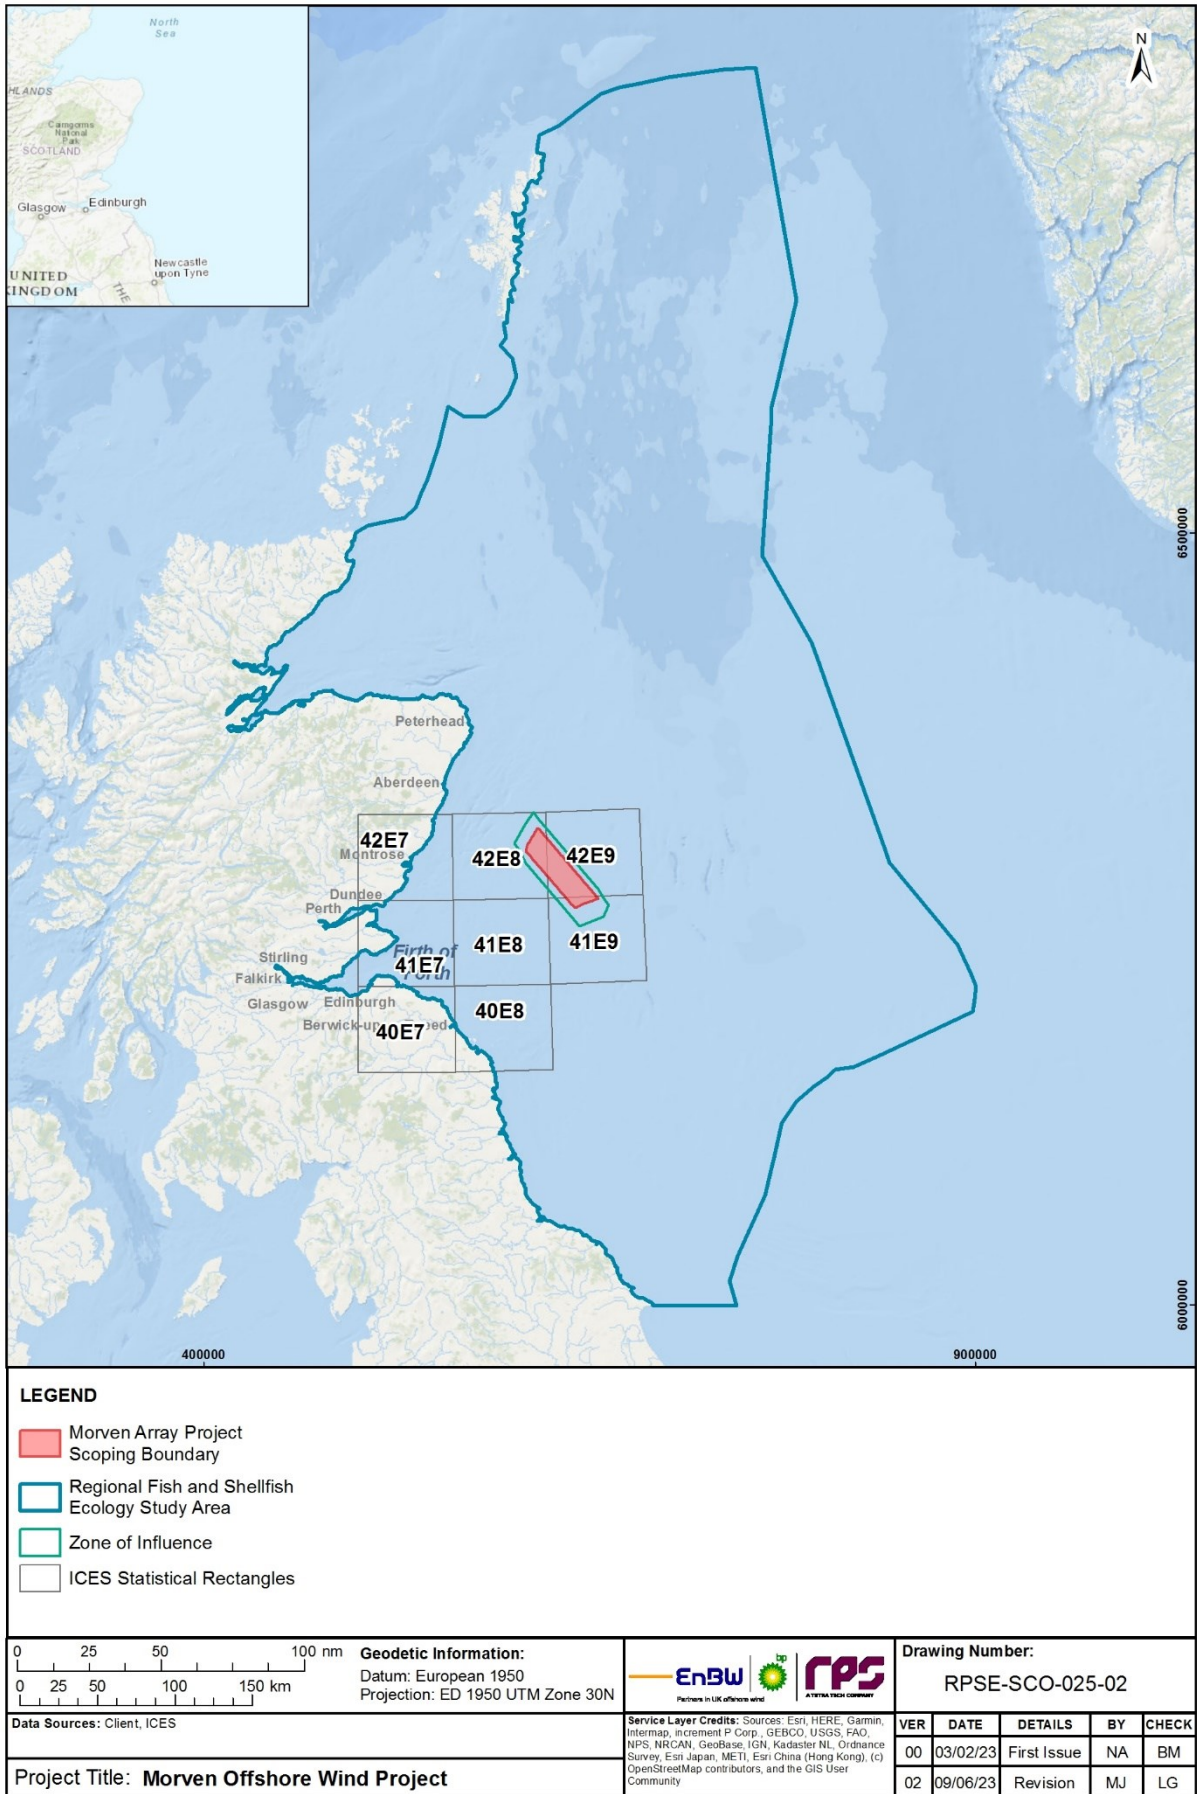 North
Sea
HLANDS
Cairngorms
National
Park
SCOTLAND
Glasgow
Edinburgh
Newcastle
upon Tyne
UNITED
KINGDOM
THE
N
6500000
Peterhead
Aberdeen
42E7
Montrose
42E8
42E9
Dundee
Perth
Firth of
Forth
41E7
41E8
41E9
Stirling
Falkirk
Glasgow
Edinburgh
40E8
Berwick-up
eed
40E7
6000000
400000
900000
LEGEND
Morven Array Project
Scoping Boundary
Regional Fish and Shellfish
Ecology Study Area
Zone of Influence
ICES Statistical Rectangles
0 25 50 100 nm
0 25 50 100 150 km
Geodetic Information:
Datum: European 1950
Projection: ED 1950 UTM Zone 30N
EnBW
Partners in UK offshore wind
bp
rps
A TETRA TECH COMPANY
Drawing Number:
RPSE-SCO-025-02
Data Sources: Client, ICES
Project Title: Morven Offshore Wind Project
Service Layer Credits: Sources: Esri, HERE, Garmin,
Intermap, increment P Corp., GEBCO, USGS, FAO,
NPS, NRCAN, GeoBase, IGN, Kadaster NL, Ordnance
Survey, Esri Japan, METI, Esri China (Hong Kong), (c)
OpenStreetMap contributors, and the GIS User
Community
VER DATE DETAILS BY CHECK
00 03/02/23 First Issue NA BM
02 09/06/23 Revision MJ LG